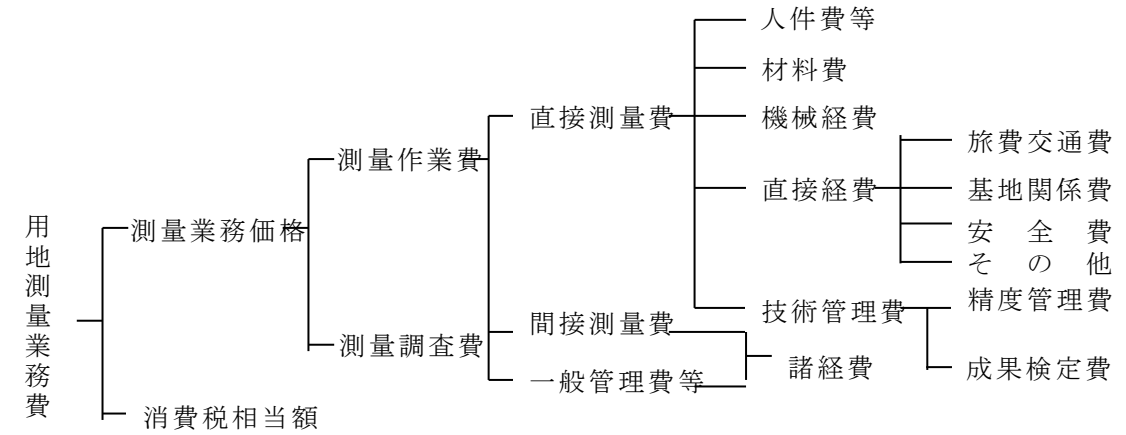 用地測量業務費
測量業務価格
測量作業費
直接測量費
人件費等
材料費
機械経費
直接経費
旅費交通費
基地関係費
安全費
その他
技術管理費
精度管理費
成果検定費
間接測量費
一般管理費等
諸経費
測量調査費
消費税相当額